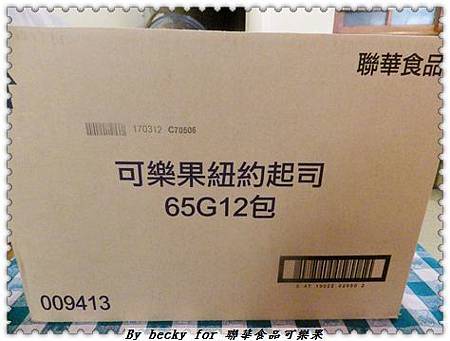 聯華食品
170312 C70506
可樂果紐約起司
65G12包
009413
By becky for 聯華食品可樂果